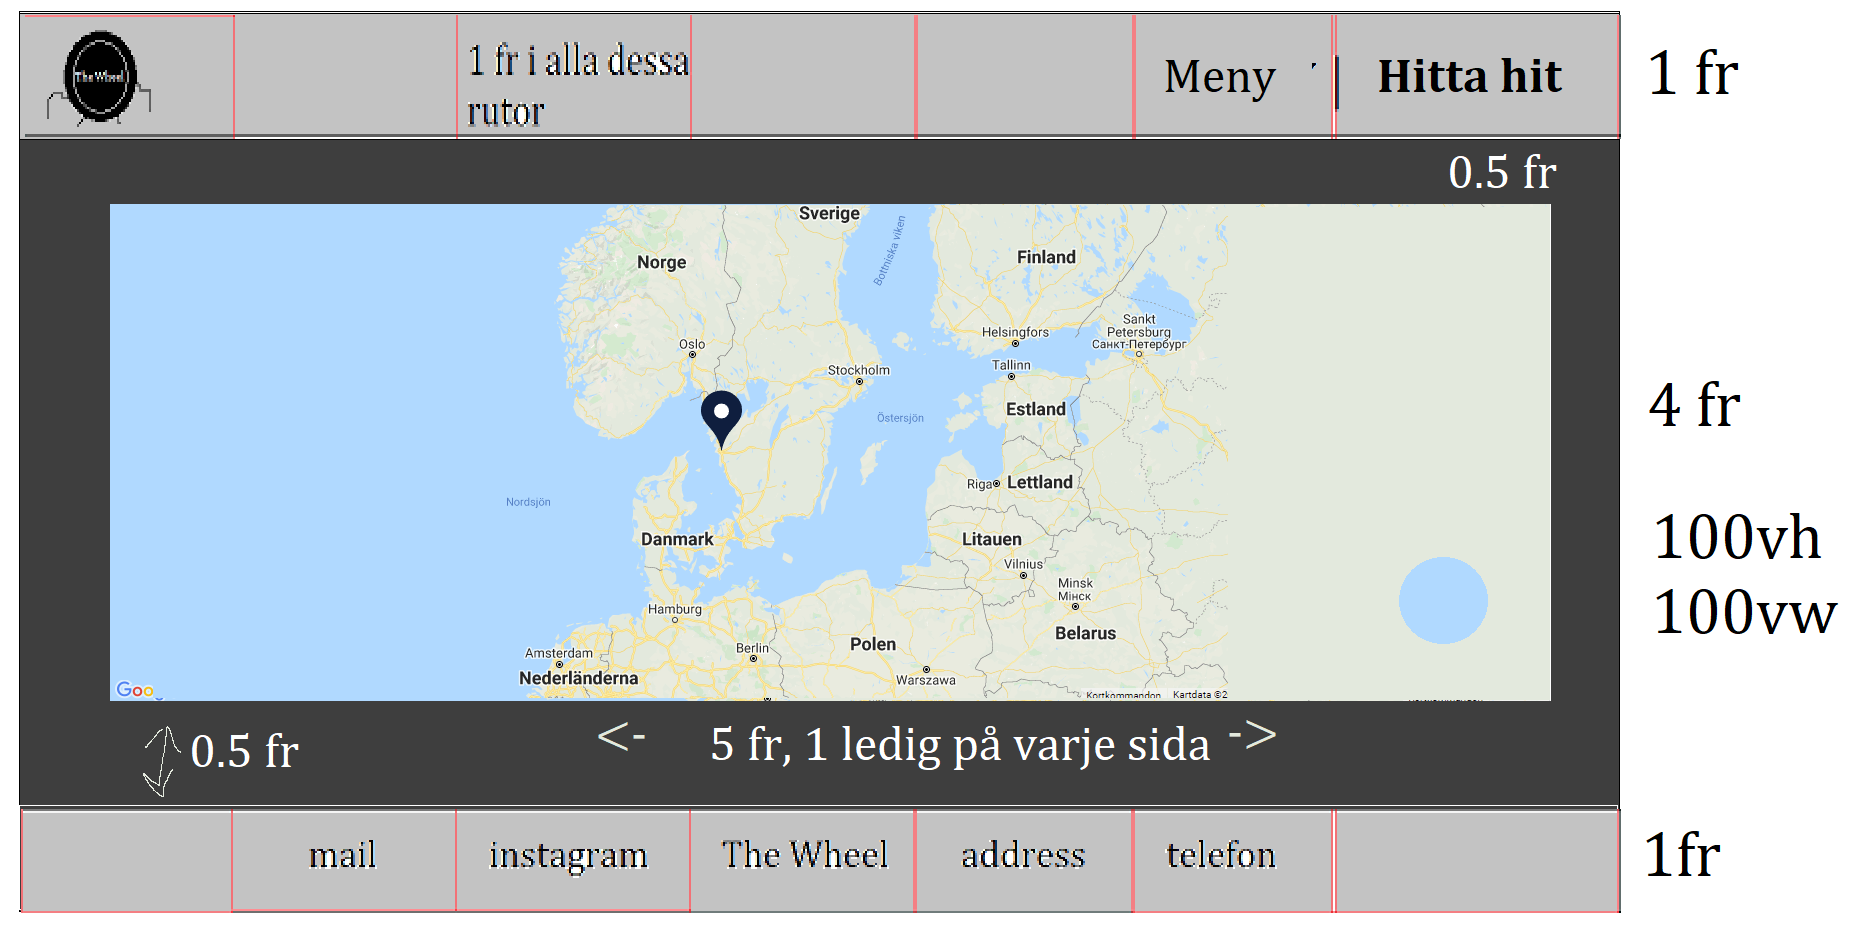 The Wheel
1 fr i alla dessa
rutor
Meny
Hitta hit
1 fr
0.5 fr
Sverige
Bottniska viken
Norge
Finland
Helsingfors
Sankt
Petersburg
Санкт-Петербург
Oslo
Stockholm
Tallinn
Estland
Östersjön
4 fr
Riga
Lettland
Nordsjön
Danmark
Litauen
100vh
Vilnius
Minsk
Мінск
Hamburg
100vw
Belarus
Polen
Berlin
Amsterdam
Nederländerna
Warszawa
Goo
Kortkommandon
Kartdata ©2
0.5 fr
<- 5 fr, 1 ledig på varje sida ->
mail
instagram
The Wheel
address
telefon
1fr